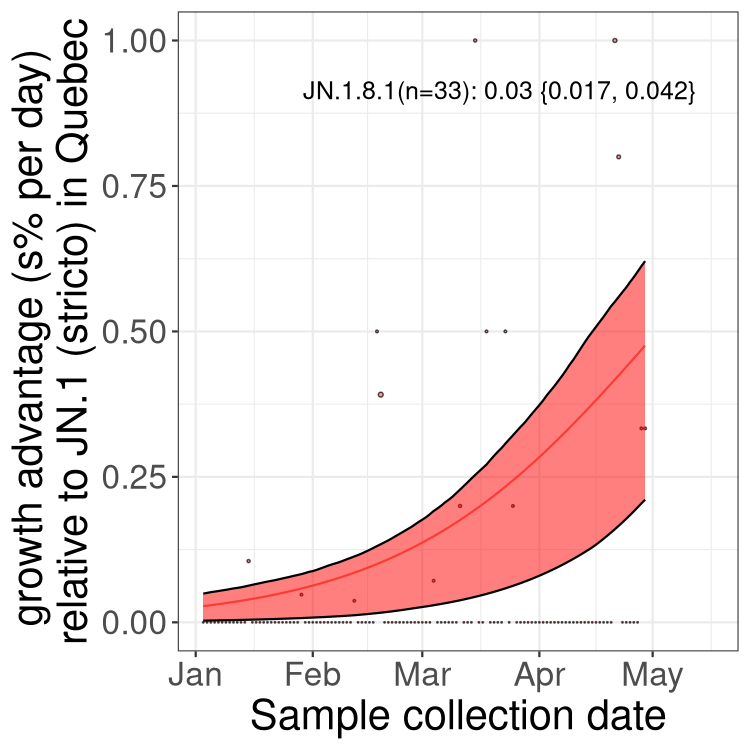 growth advantage (s% per day)
relative to JN.1 (stricto) in Quebec
1.00
0.75
0.50
0.25
0.00
JN.1.8.1(n=33): 0.03 {0.017, 0.042}
Jan Feb Mar Apr May
Sample collection date